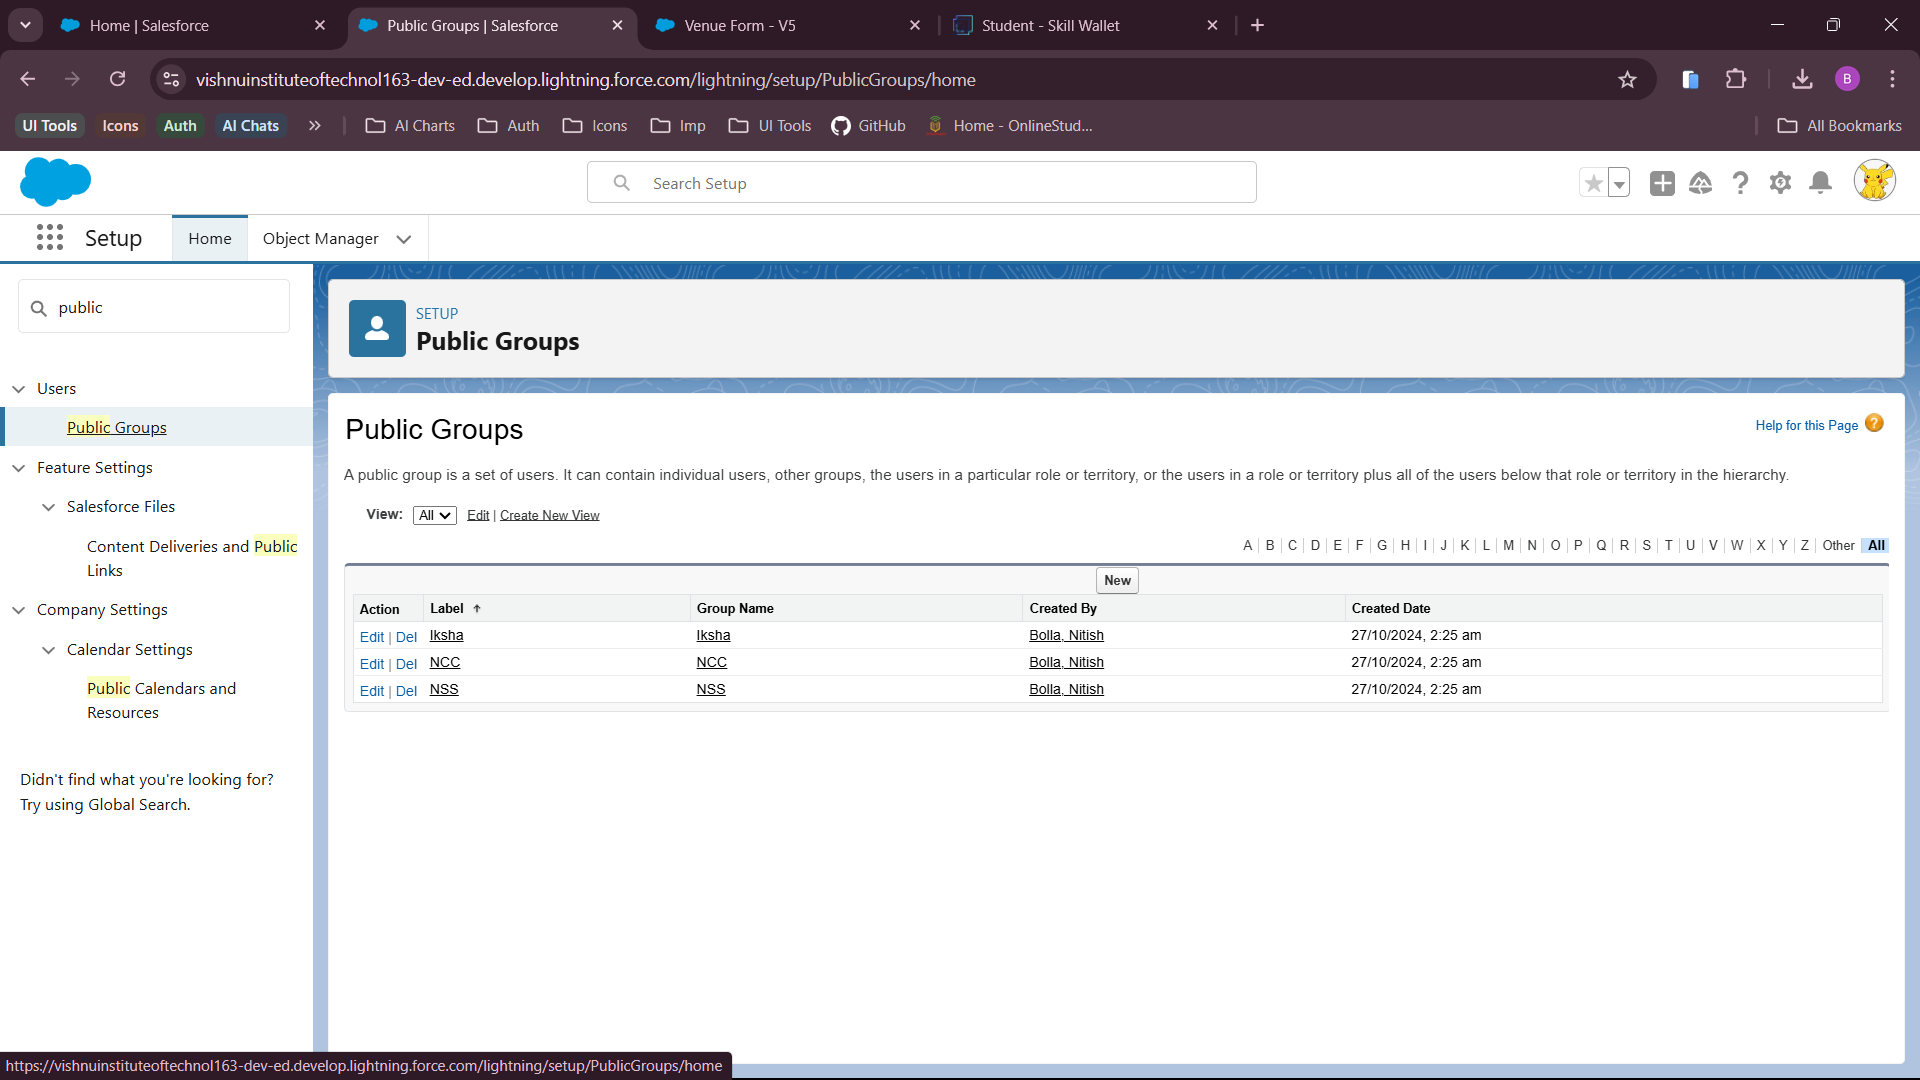 Home | Salesforce
Public Groups | Salesforce
Venue Form - V5
Student - Skill Wallet
vishnuinstituteoftechnol163-dev-ed.develop.lightning.force.com/lightning/setup/PublicGroups/home
B
UI Tools Icons Auth AI Chats » AI Charts Auth Icons Imp UI Tools GitHub Home - OnlineStud... All Bookmarks
Search Setup
Setup Home Object Manager
public
SETUP
Public Groups
Users
Public Groups
Feature Settings
Salesforce Files
Content Deliveries and Public
Links
Company Settings
Calendar Settings
Public Calendars and
Resources
Didn't find what you're looking for?
Try using Global Search.
Public Groups
Help for this Page ?
A public group is a set of users. It can contain individual users, other groups, the users in a particular role or territory, or the users in a role or territory plus all of the users below that role or territory in the hierarchy.
View: All Edit | Create New View
A | B | C | D | E | F | G | H | I | J | K | L | M | N | O | P | Q | R | S | T | U | V | W | X | Y | Z | Other All
New
Action Label Group Name Created By Created Date
Edit | Del Iksha Iksha Bolla, Nitish 27/10/2024, 2:25 am
Edit | Del NCC NCC Bolla, Nitish 27/10/2024, 2:25 am
Edit | Del NSS NSS Bolla, Nitish 27/10/2024, 2:25 am
https://vishnuinstituteoftechnol163-dev-ed.develop.lightning.force.com/lightning/setup/PublicGroups/home